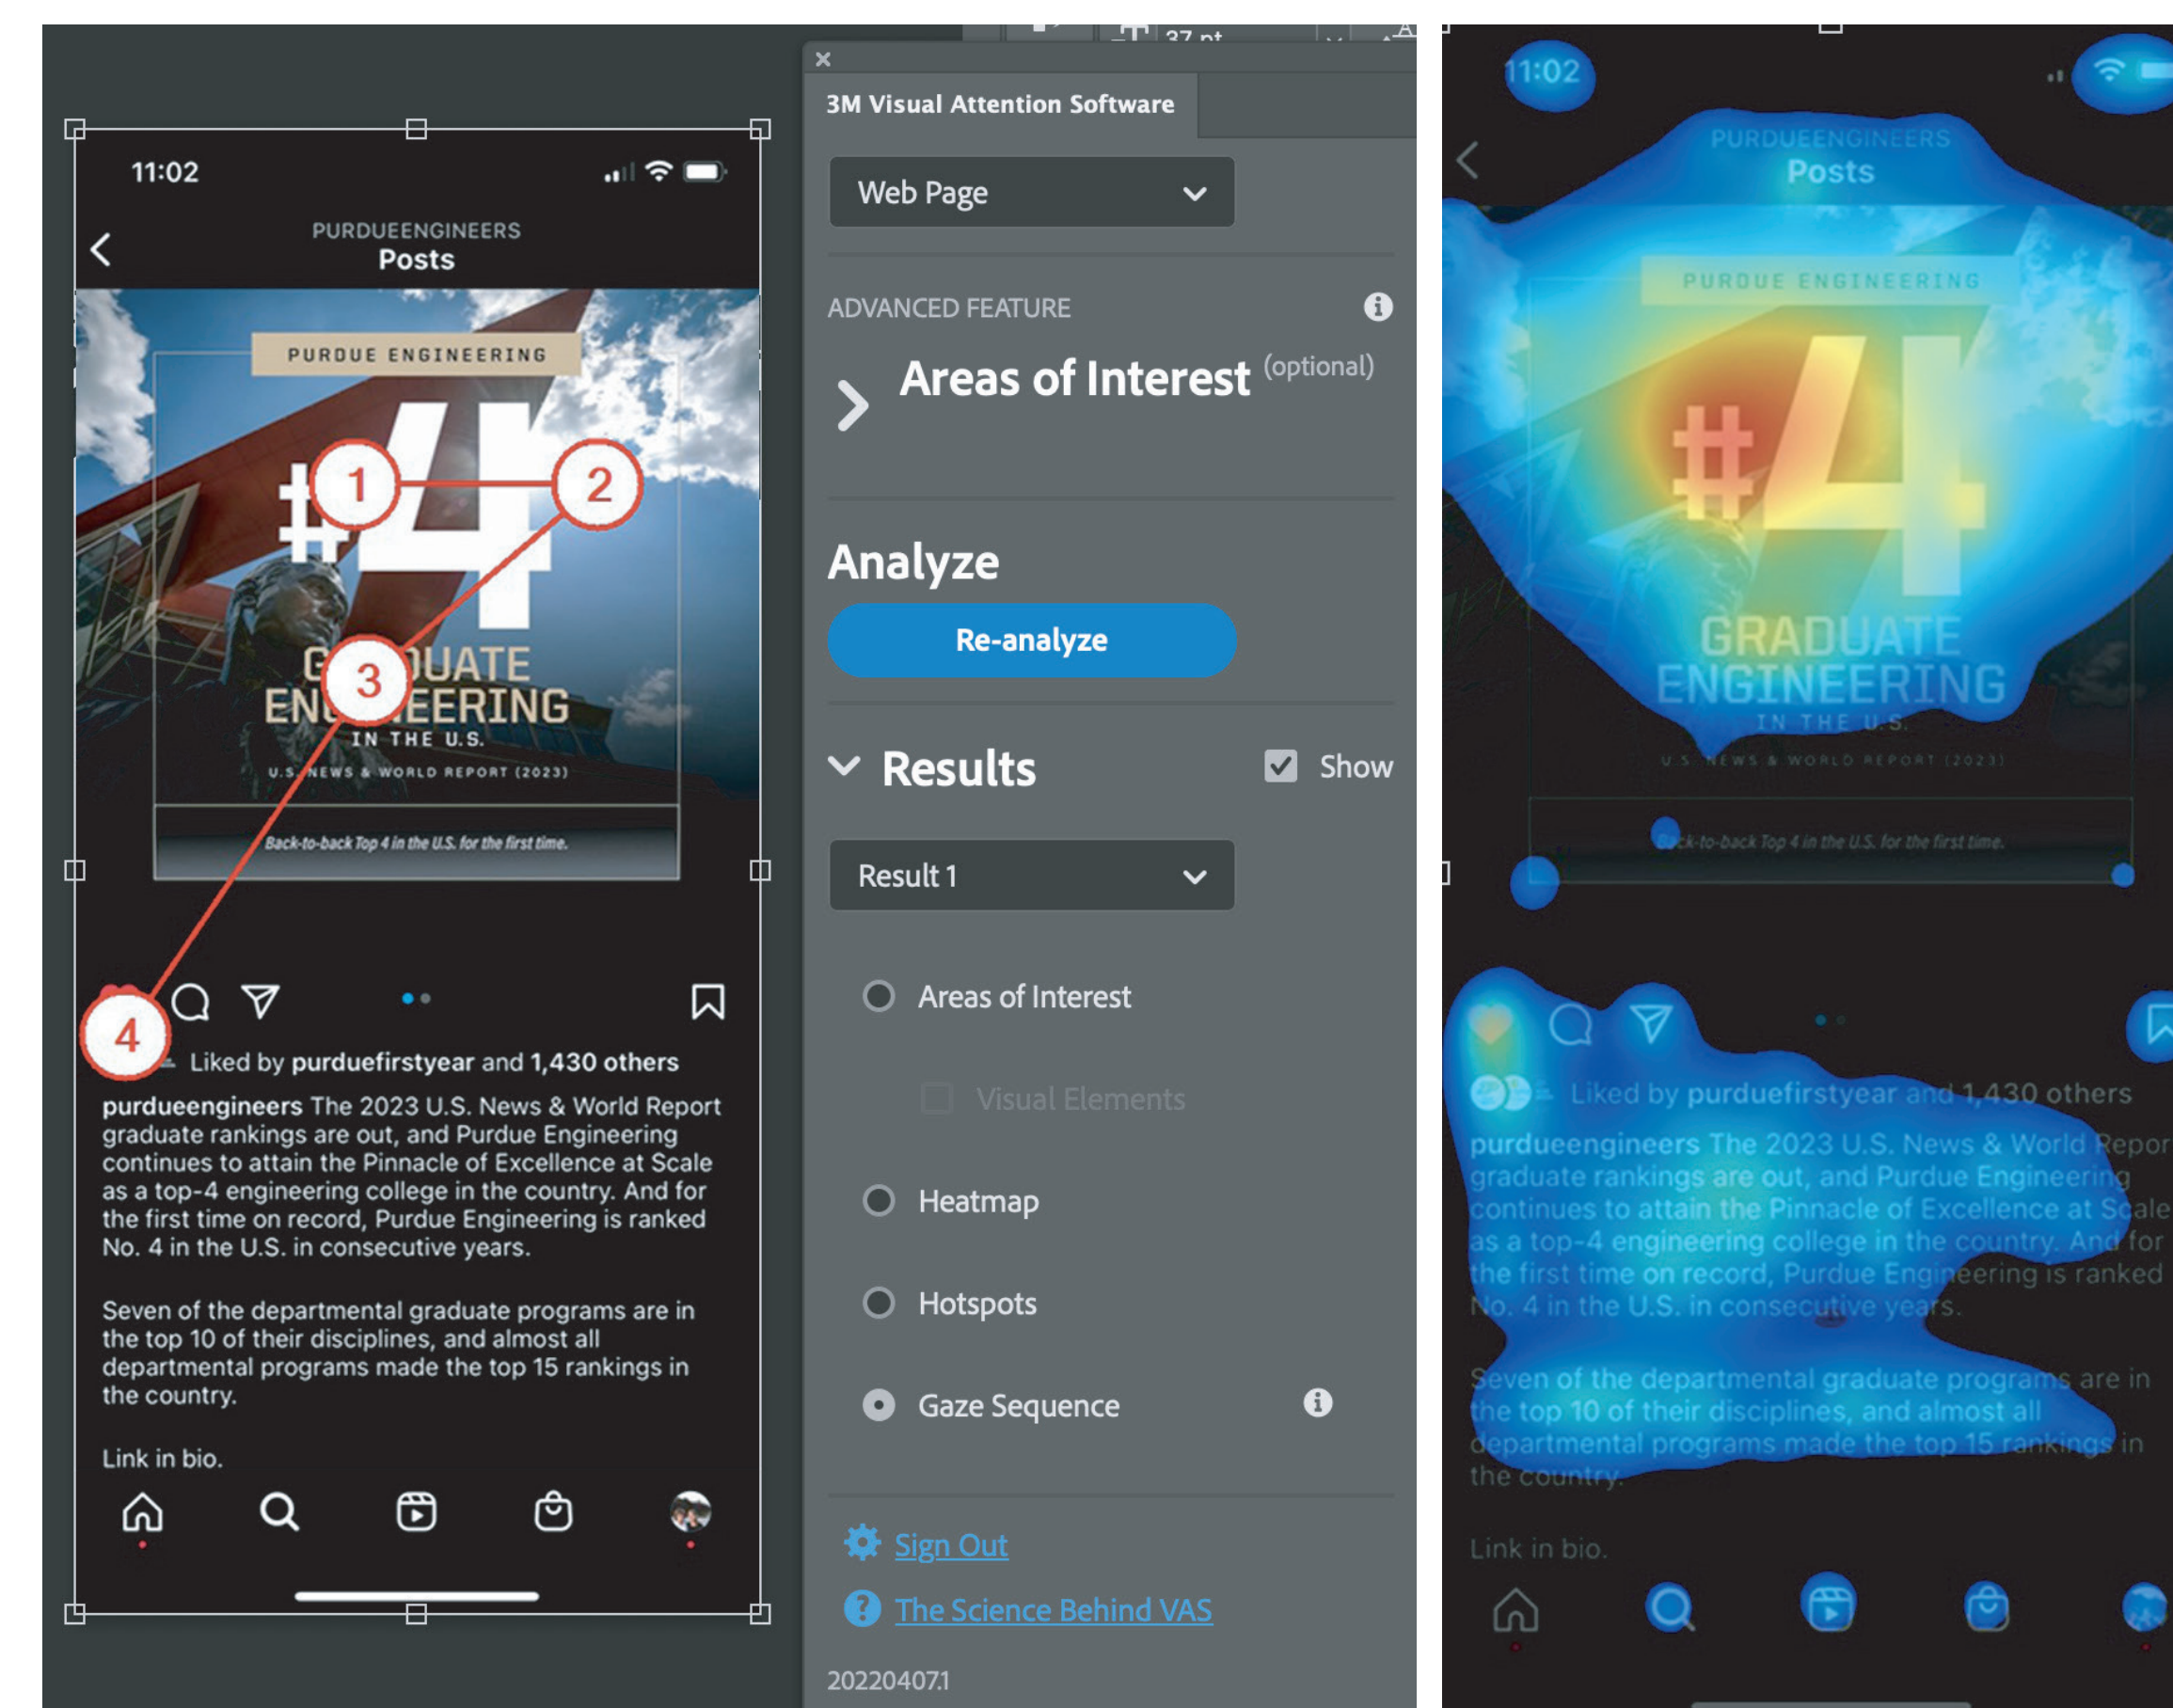 11:02
PURDUEENGINEERS
Posts
PURDUE ENGINEERING
#4
1
2
3
4
ENGINEERING
IN THE U.S.
U.S. NEWS & WORLD REPORT (2023)
Back-to-back Top 4 in the U.S. for the first time.
Liked by purduefirstyear and 1,430 others
purdueengineers The 2023 U.S. News & World Report
graduate rankings are out, and Purdue Engineering
continues to attain the Pinnacle of Excellence at Scale
as a top-4 engineering college in the country. And for
the first time on record, Purdue Engineering is ranked
No. 4 in the U.S. in consecutive years.
Seven of the departmental graduate programs are in
the top 10 of their disciplines, and almost all
departmental programs made the top 15 rankings in
the country.
Link in bio.
37 pt
3M Visual Attention Software
Web Page
ADVANCED FEATURE
Areas of Interest (optional)
Analyze
Re-analyze
Results
Show
Result 1
Areas of Interest
Visual Elements
Heatmap
Hotspots
Gaze Sequence
Sign Out
The Science Behind VAS
20220407.1
11:02
PURDUEENGINEERS
Posts
PURDUE ENGINEERING
#4
GRADUATE
ENGINEERING
IN THE U.S.
U.S. NEWS & WORLD REPORT (2023)
Back-to-back Top 4 in the U.S. for the first time.
Liked by purduefirstyear and 1,430 others
purdueengineers The 2023 U.S. News & World Repor
graduate rankings are out, and Purdue Engineering
continues to attain the Pinnacle of Excellence at Scale
as a top-4 engineering college in the country. And for
the first time on record, Purdue Engineering is ranked
No. 4 in the U.S. in consecutive years.
Seven of the departmental graduate programs are in
the top 10 of their disciplines, and almost all
departmental programs made the top 15 rankings in
the country.
Link in bio.